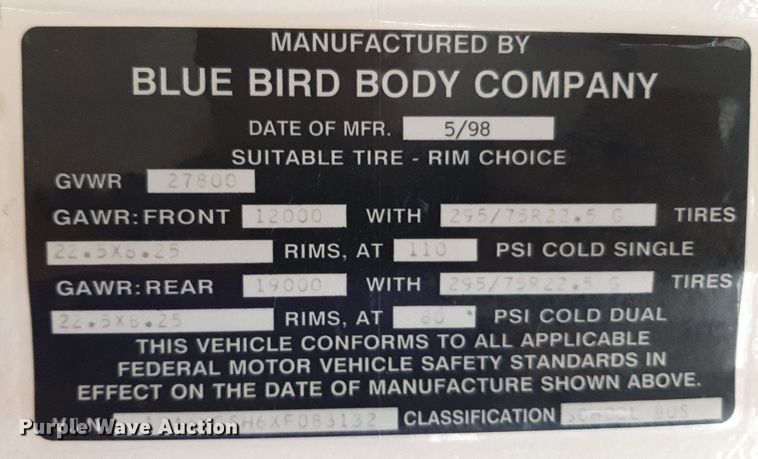 MANUFACTURED BY
BLUE BIRD BODY COMPANY
DATE OF MFR. 5/98
SUITABLE TIRE - RIM CHOICE
GVWR 27800
GAWR: FRONT 12000 WITH 295/75R22.5 G TIRES
22.5X8.25 RIMS, AT 110 PSI COLD SINGLE
GAWR: REAR 19000 WITH 295/75R22.5 G TIRES
22.5X8.25 RIMS, AT 80 PSI COLD DUAL
THIS VEHICLE CONFORMS TO ALL APPLICABLE
FEDERAL MOTOR VEHICLE SAFETY STANDARDS IN
EFFECT ON THE DATE OF MANUFACTURE SHOWN ABOVE.
CLASSIFICATION SCHOOL BUS
Purple Wave Auction